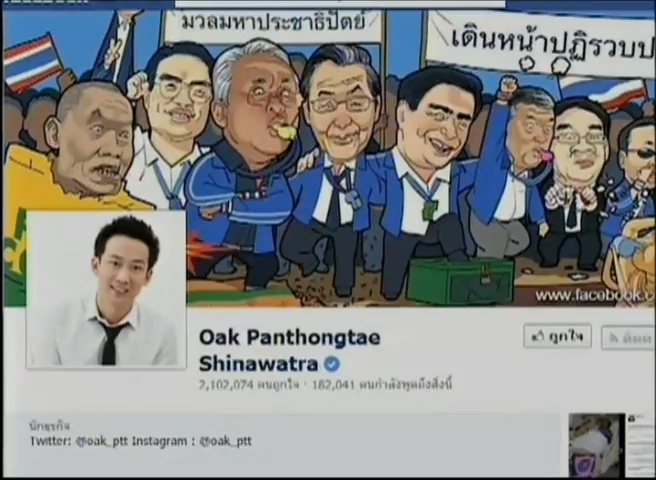 มวลมหาประชาธิปัตย์
เดินหน้าปฏิรวบป
www.facebook.c
Oak Panthongtae
Shinawatra
ถูกใจ
2,102,074 คนถูกใจ · 182,041 คนกำลังพูดถึงสิ่งนี้
นักธุรกิจ
Twitter: @oak_ptt Instagram : @oak_ptt